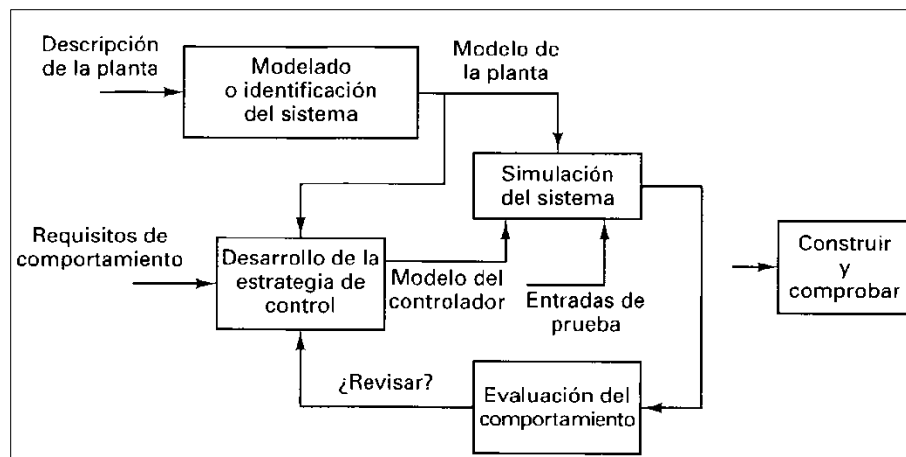 Descripción
de la planta
Modelado
o identificación
del sistema
Modelo de
la planta
Simulación
del sistema
Requisitos de
comportamiento
Desarrollo de la
estrategia de
control
Modelo del
controlador
Entradas de
prueba
Construir
y
comprobar
¿Revisar?
Evaluación del
comportamiento